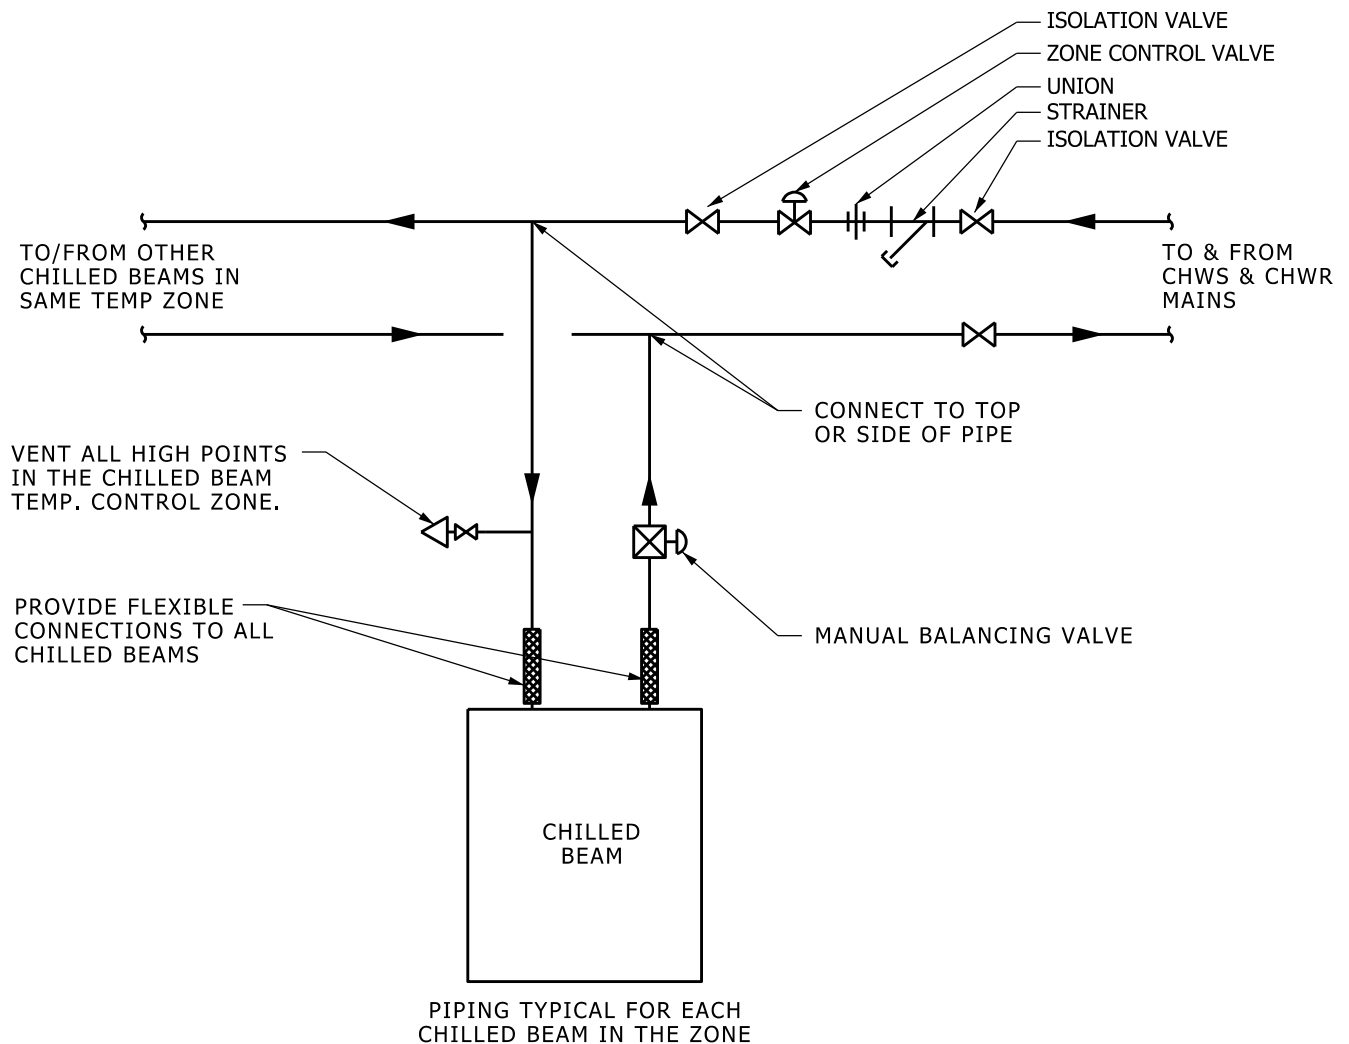 ISOLATION VALVE
ZONE CONTROL VALVE
UNION
STRAINER
ISOLATION VALVE
TO/FROM OTHER
CHILLED BEAMS IN
SAME TEMP ZONE
TO & FROM
CHWS & CHWR
MAINS
CONNECT TO TOP
OR SIDE OF PIPE
VENT ALL HIGH POINTS
IN THE CHILLED BEAM
TEMP. CONTROL ZONE.
PROVIDE FLEXIBLE
CONNECTIONS TO ALL
CHILLED BEAMS
MANUAL BALANCING VALVE
CHILLED
BEAM
PIPING TYPICAL FOR EACH
CHILLED BEAM IN THE ZONE